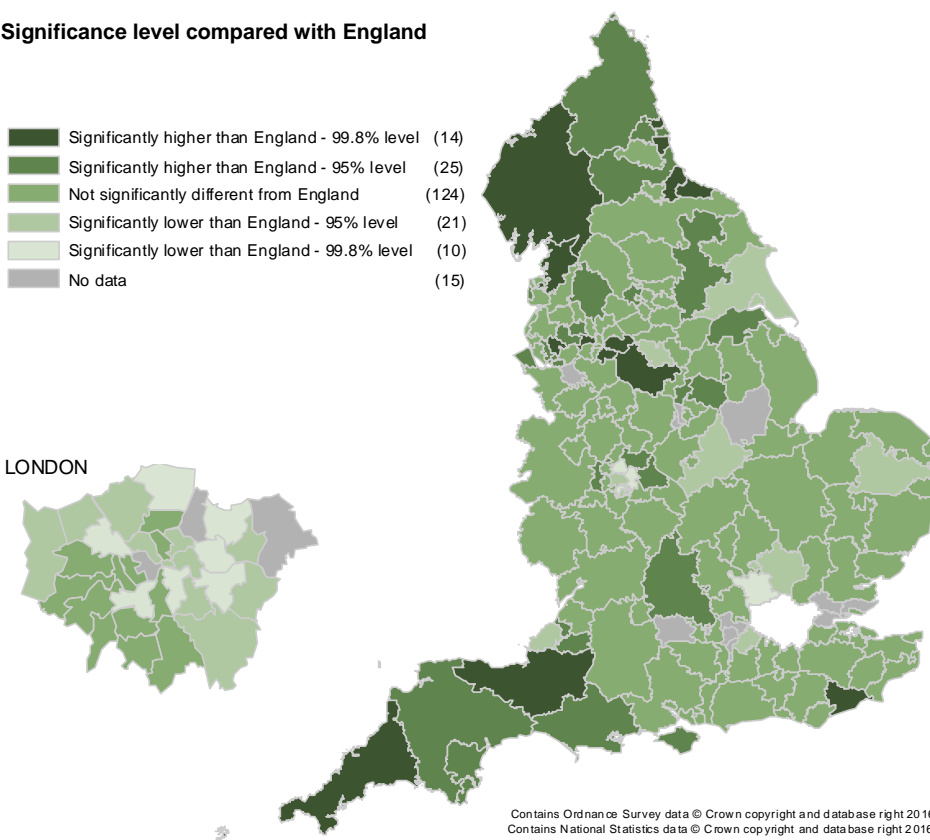 Significance level compared with England
Significantly higher than England - 99.8% level (14)
Significantly higher than England - 95% level (25)
Not significantly different from England (124)
Significantly lower than England - 95% level (21)
Significantly lower than England - 99.8% level (10)
No data (15)
LONDON
Contains Ordnance Survey data © Crown copyright and database right 2016
Contains National Statistics data © Crown copyright and database right 2016